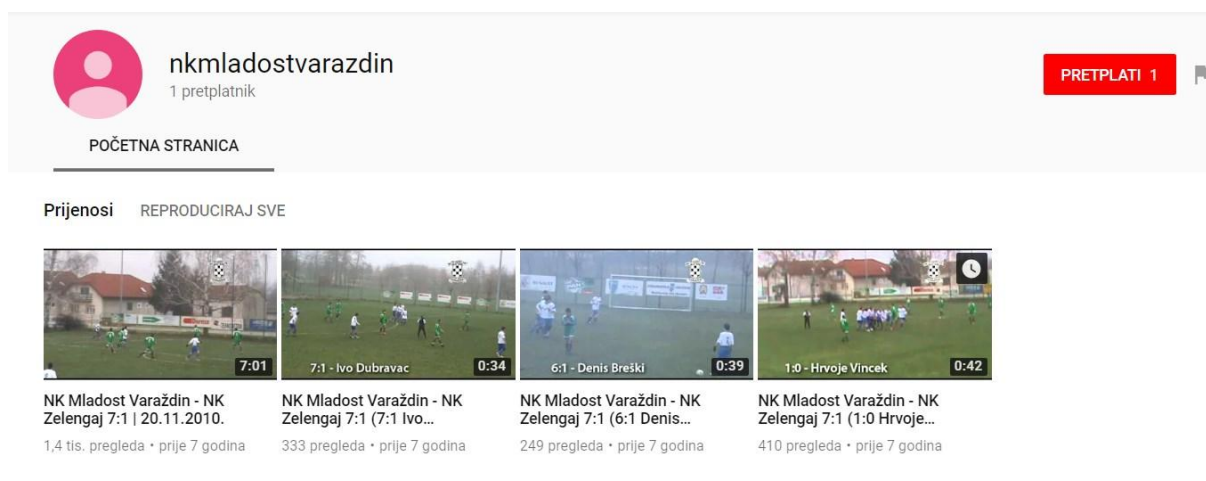 nkmladostvarazdin
1 pretplatnik
PRETPLATI 1
POČETNA STRANICA
Prijenosi REPRODUCIRAJ SVE
7:01
7:1 - Ivo Dubravac
0:34
6:1 - Denis Breški
0:39
1:0 - Hrvoje Vincek
0:42
NK Mladost Varaždin - NK
Zelengaj 7:1 | 20.11.2010.
1,4 tis. pregleda • prije 7 godina
NK Mladost Varaždin - NK
Zelengaj 7:1 (7:1 Ivo...
333 pregleda • prije 7 godina
NK Mladost Varaždin - NK
Zelengaj 7:1 (6:1 Denis...
249 pregleda • prije 7 godina
NK Mladost Varaždin - NK
Zelengaj 7:1 (1:0 Hrvoje...
410 pregleda • prije 7 godina